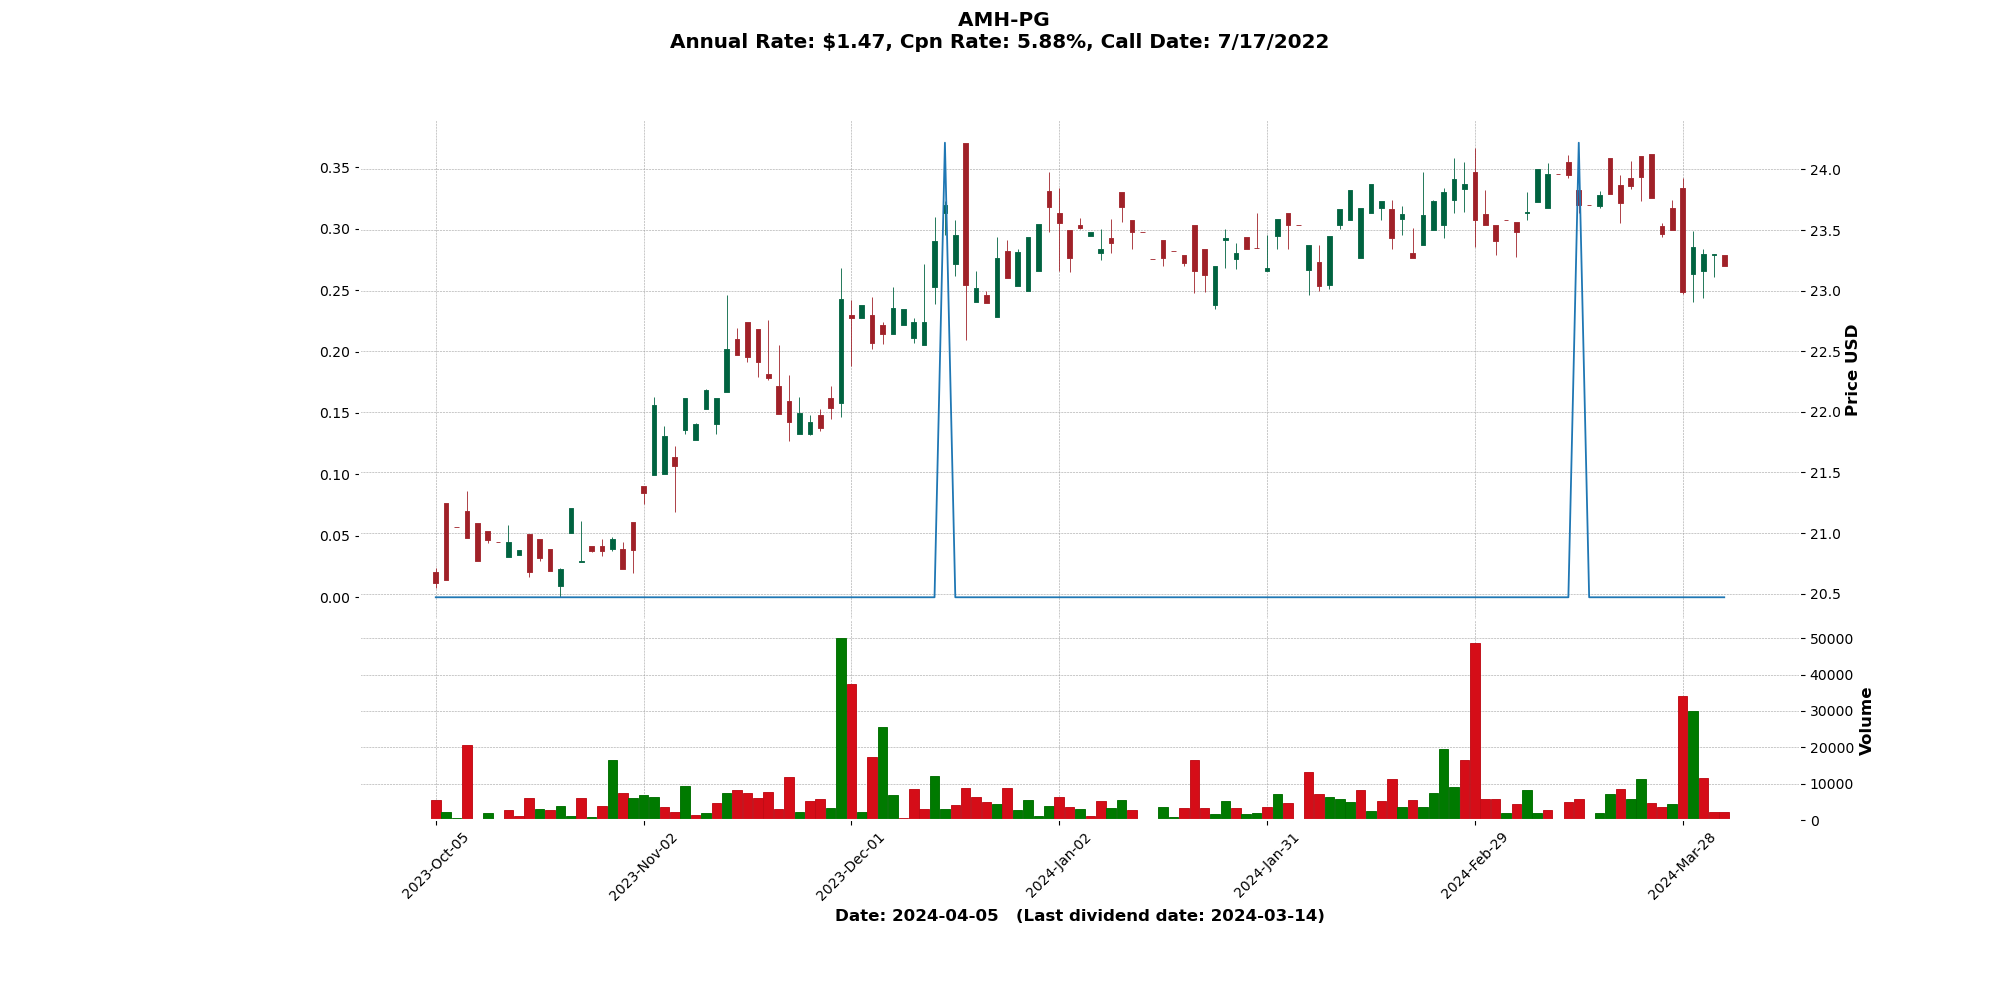 AMH-PG
Annual Rate: $1.47, Cpn Rate: 5.88%, Call Date: 7/17/2022
0.35
0.30
0.25
0.20
0.15
0.10
0.05
0.00
24.0
23.5
23.0
22.5
22.0
21.5
21.0
20.5
Price USD
50000
40000
30000
20000
10000
0
Volume
2023-Oct-05
2023-Nov-02
2023-Dec-01
2024-Jan-02
2024-Jan-31
2024-Feb-29
2024-Mar-28
Date: 2024-04-05 (Last dividend date: 2024-03-14)